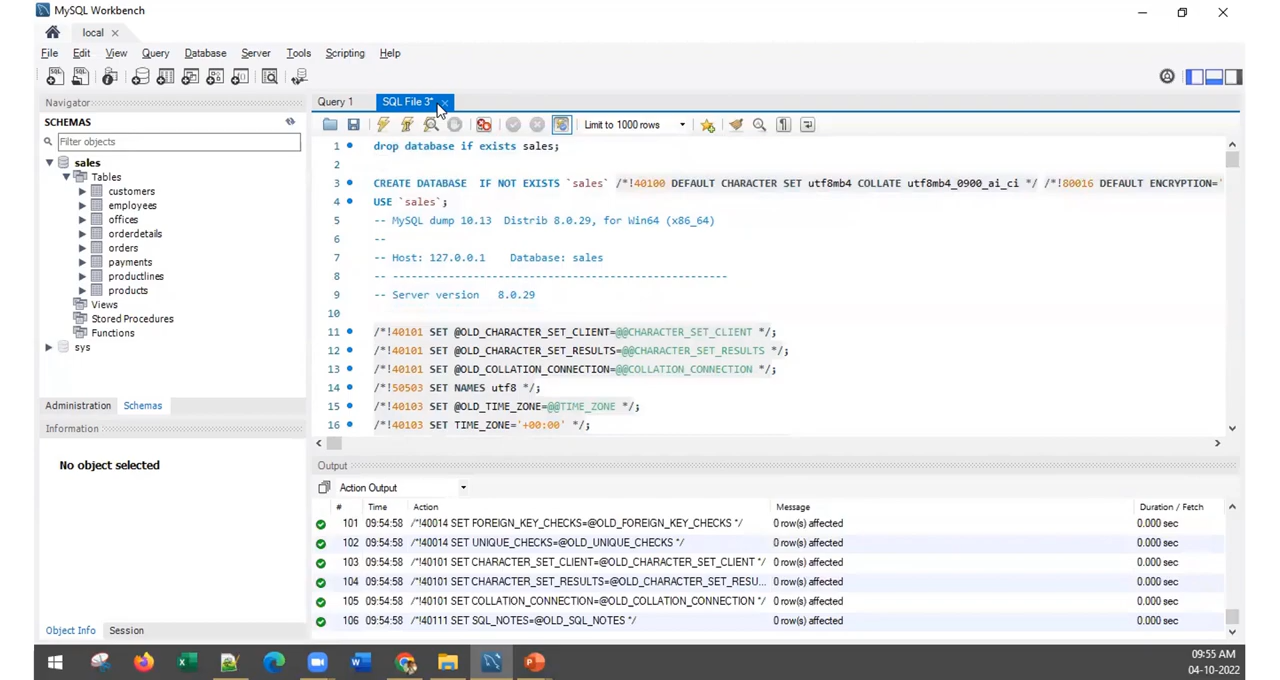 MySQL Workbench
local
File Edit View Query Database Server Tools Scripting Help
Navigator
SCHEMAS
Filter objects
sales
Tables
customers
employees
offices
orderdetails
orders
payments
productlines
products
Views
Stored Procedures
Functions
sys
Administration Schemas
Information
No object selected
Object Info Session
Query 1 SQL File 3*
Limit to 1000 rows
1 drop database if exists sales;
2
3 CREATE DATABASE  IF NOT EXISTS `sales` /*!40100 DEFAULT CHARACTER SET utf8mb4 COLLATE utf8mb4_0900_ai_ci */ /*!80016 DEFAULT ENCRYPTION='
4 USE `sales`;
5 -- MySQL dump 10.13  Distrib 8.0.29, for Win64 (x86_64)
6 --
7 -- Host: 127.0.0.1    Database: sales
8 -- ------------------------------------------------------
9 -- Server version   8.0.29
10
11 /*!40101 SET @OLD_CHARACTER_SET_CLIENT=@@CHARACTER_SET_CLIENT */;
12 /*!40101 SET @OLD_CHARACTER_SET_RESULTS=@@CHARACTER_SET_RESULTS */;
13 /*!40101 SET @OLD_COLLATION_CONNECTION=@@COLLATION_CONNECTION */;
14 /*!50503 SET NAMES utf8 */;
15 /*!40103 SET @OLD_TIME_ZONE=@@TIME_ZONE */;
16 /*!40103 SET TIME_ZONE='+00:00' */;
Output
Action Output
# Time Action Message Duration / Fetch
101 09:54:58 /*!40014 SET FOREIGN_KEY_CHECKS=@OLD_FOREIGN_KEY_CHECKS */ 0 row(s) affected 0.000 sec
102 09:54:58 /*!40014 SET UNIQUE_CHECKS=@OLD_UNIQUE_CHECKS */ 0 row(s) affected 0.000 sec
103 09:54:58 /*!40101 SET CHARACTER_SET_CLIENT=@OLD_CHARACTER_SET_CLIENT */ 0 row(s) affected 0.000 sec
104 09:54:58 /*!40101 SET CHARACTER_SET_RESULTS=@OLD_CHARACTER_SET_RESU... 0 row(s) affected 0.000 sec
105 09:54:58 /*!40101 SET COLLATION_CONNECTION=@OLD_COLLATION_CONNECTION */ 0 row(s) affected 0.000 sec
106 09:54:58 /*!40111 SET SQL_NOTES=@OLD_SQL_NOTES */ 0 row(s) affected 0.000 sec
09:55 AM
04-10-2022